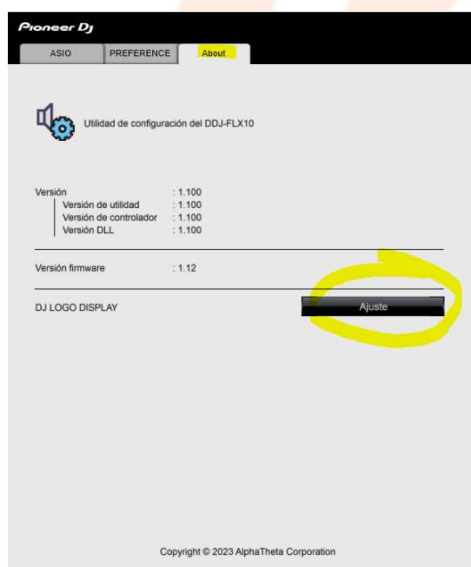 Pioneer Dj
ASIO PREFERENCE About
Utilidad de configuración del DDJ-FLX10
Versión : 1.100
Versión de utilidad : 1.100
Versión de controlador : 1.100
Versión DLL : 1.100
Versión firmware : 1.12
DJ LOGO DISPLAY Ajuste
Copyright © 2023 AlphaTheta Corporation